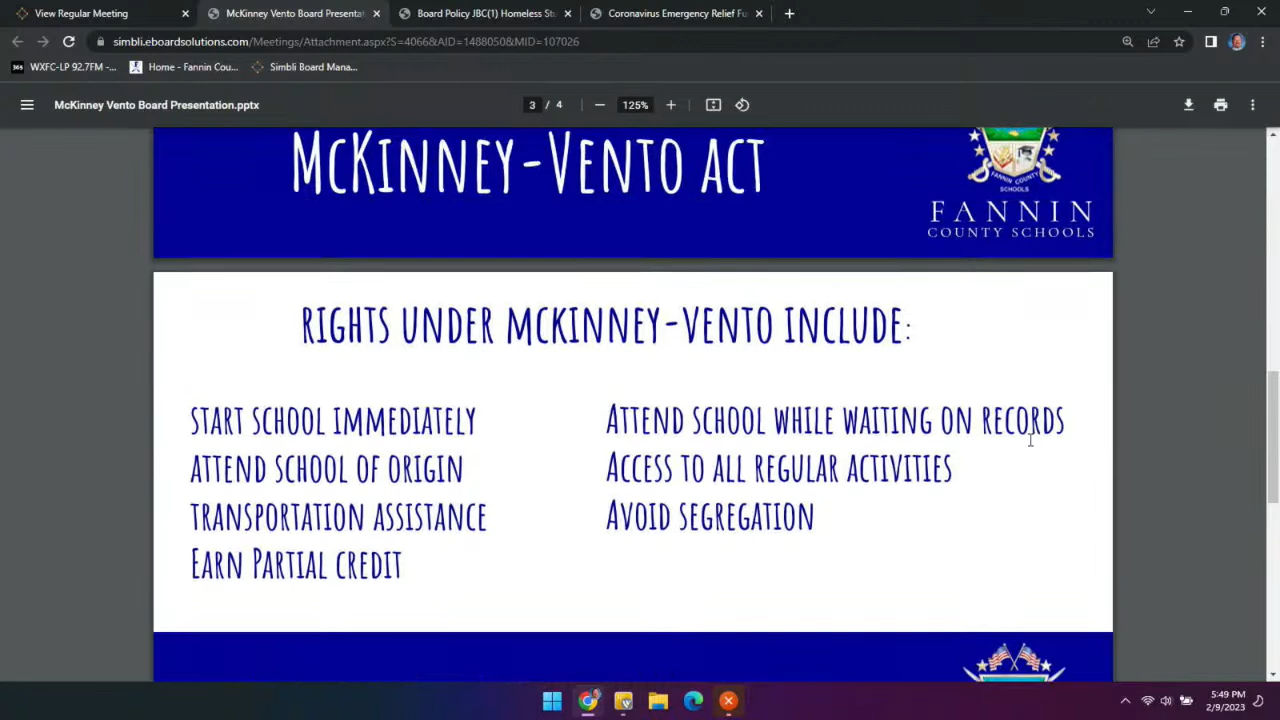 View Regular Meeting
McKinney Vento Board Presenta
Board Policy JBC(1) Homeless Stu
Coronavirus Emergency Relief Fu
simbli.eboardsolutions.com/Meetings/Attachment.aspx?S=4066&AID=1488050&MID=107026
WXFC-LP 92.7FM -...
Home - Fannin Cou...
Simbli Board Mana...
McKinney Vento Board Presentation.pptx
3 / 4
125%
McKinney-Vento Act
FANNIN COUNTY
SCHOOLS
FANNIN
COUNTY SCHOOLS
Rights under McKinney-Vento include:
Start school immediately
Attend school of origin
Transportation assistance
Earn Partial credit
Attend school while waiting on records
Access to all regular activities
Avoid segregation
5:49 PM
2/9/2023